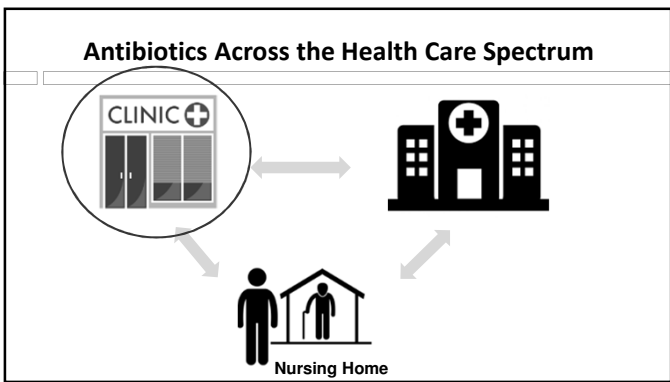 Antibiotics Across the Health Care Spectrum
CLINIC
Nursing Home